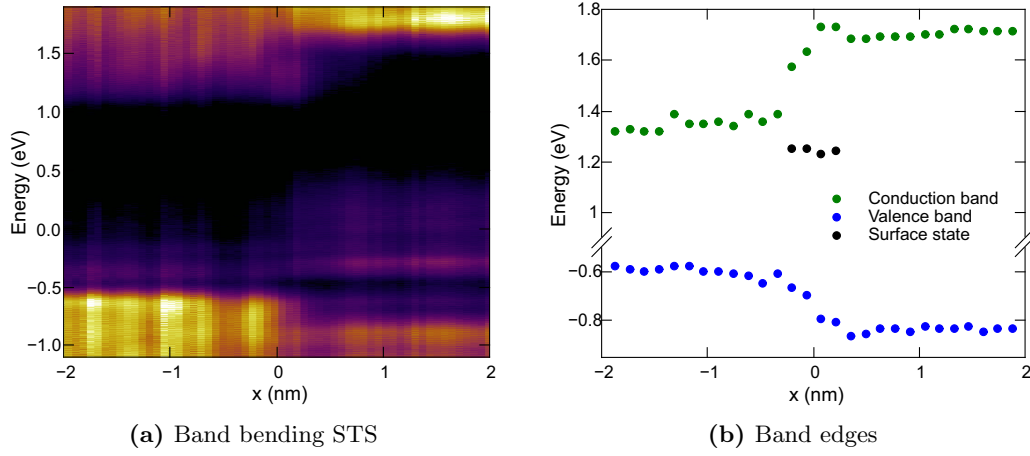 1.5
1.0
0.5
0.0
−0.5
−1.0
Energy (eV)
−2
−1
0
1
2
x (nm)
(a) Band bending STS
1.8
1.6
1.4
1.2
1
−0.6
−0.8
Energy (eV)
Conduction band
Valence band
Surface state
−2
−1
0
1
2
x (nm)
(b) Band edges